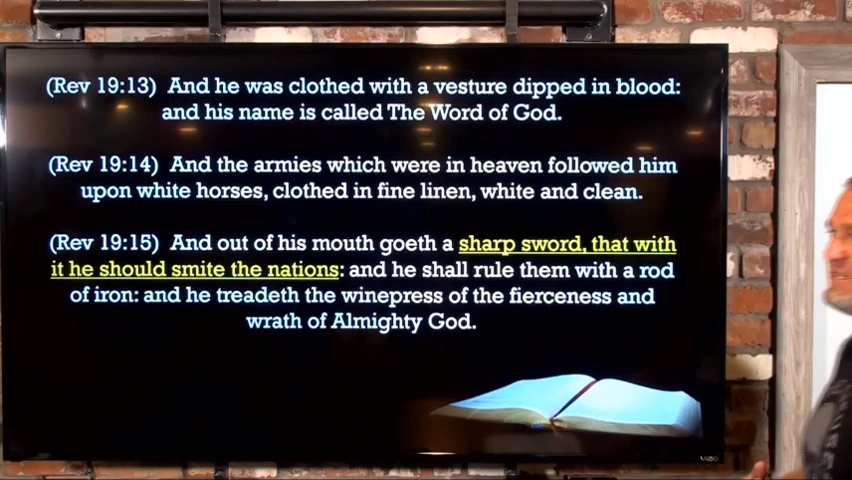 (Rev 19:13) And he was clothed with a vesture dipped in blood:
and his name is called The Word of God.
(Rev 19:14) And the armies which were in heaven followed him
upon white horses, clothed in fine linen, white and clean.
(Rev 19:15) And out of his mouth goeth a sharp sword, that with
it he should smite the nations: and he shall rule them with a rod
of iron: and he treadeth the winepress of the fierceness and
wrath of Almighty God.
VIZIO